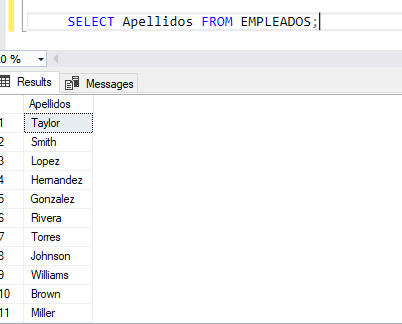 SELECT Apellidos FROM EMPLEADOS;
0 %
Results Messages
Apellidos
1 Taylor
2 Smith
3 Lopez
4 Hernandez
5 Gonzalez
6 Rivera
7 Torres
8 Johnson
9 Williams
10 Brown
11 Miller